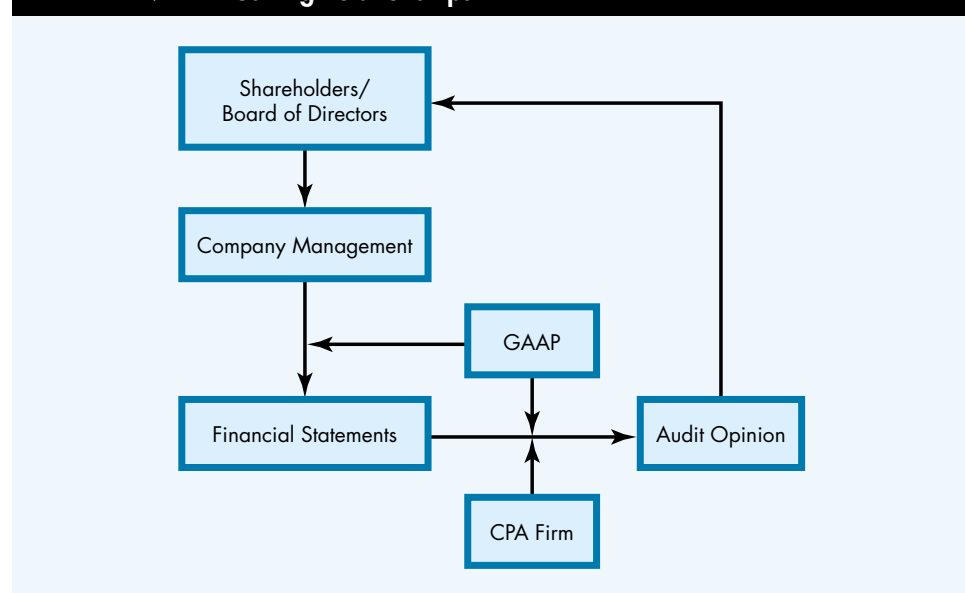 Shareholders/
Board of Directors
Company Management
GAAP
Financial Statements
Audit Opinion
CPA Firm